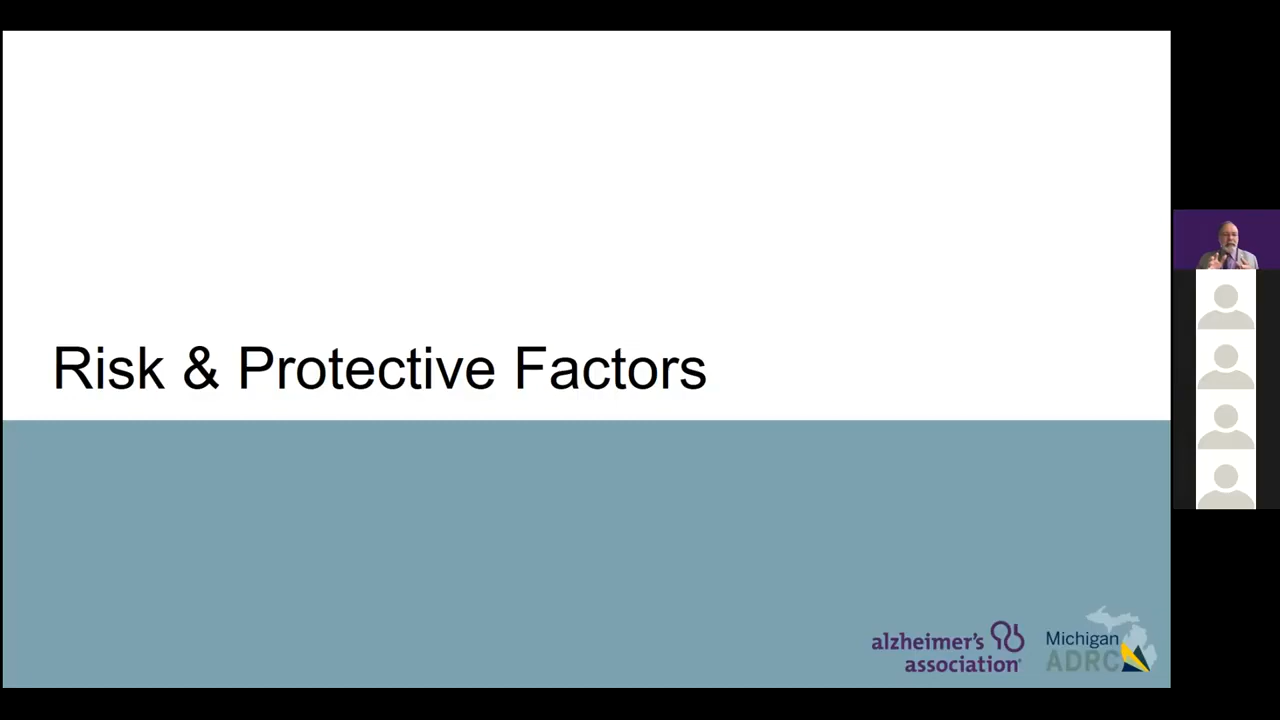 Risk & Protective Factors
alzheimer's
association®
Michigan
ADRC